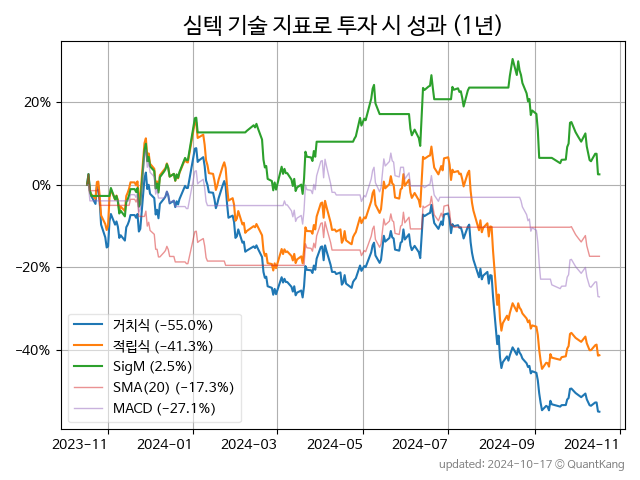 심텍 기술 지표로 투자 시 성과 (1년)
20%
0%
−20%
−40%
거치식 (−55.0%)
적립식 (−41.3%)
SigM (2.5%)
SMA(20) (−17.3%)
MACD (−27.1%)
2023−11 2024−01 2024−03 2024−05 2024−07 2024−09 2024−11
updated: 2024-10-17 © QuantKang